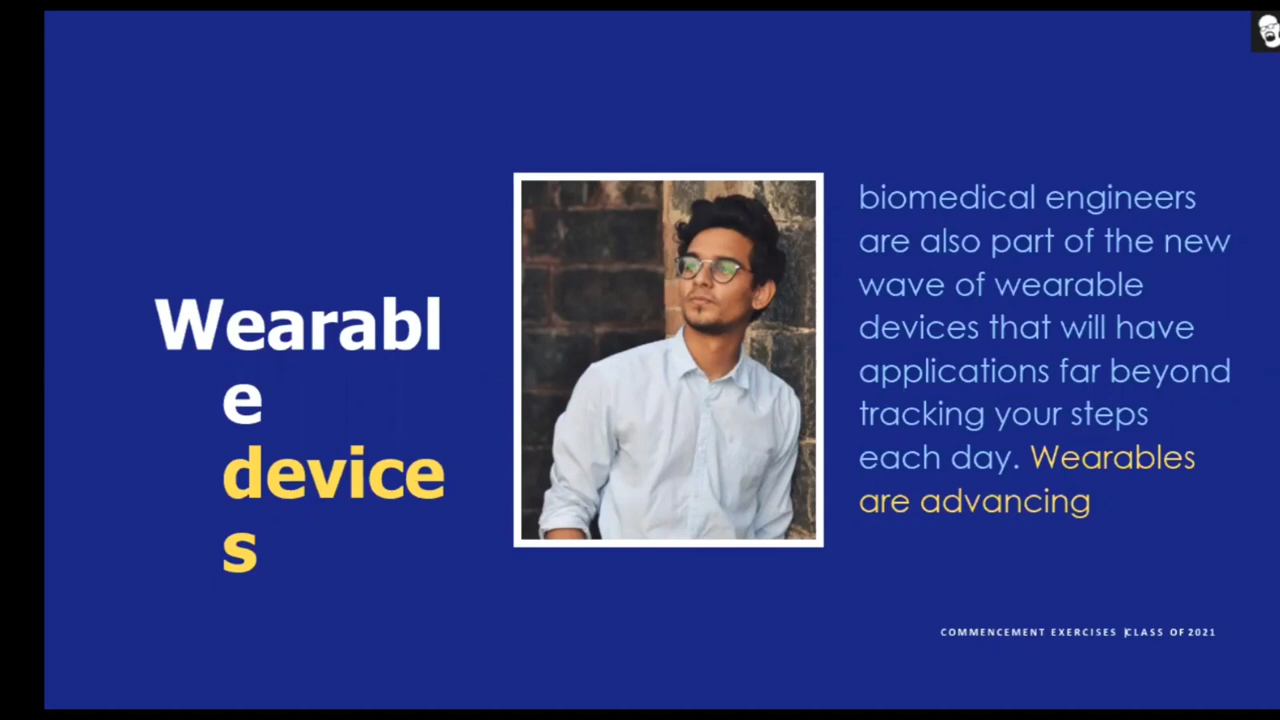 Wearabl
e
device
s
biomedical engineers
are also part of the new
wave of wearable
devices that will have
applications far beyond
tracking your steps
each day. Wearables
are advancing
COMMENCEMENT EXERCISES |CLASS OF 2021